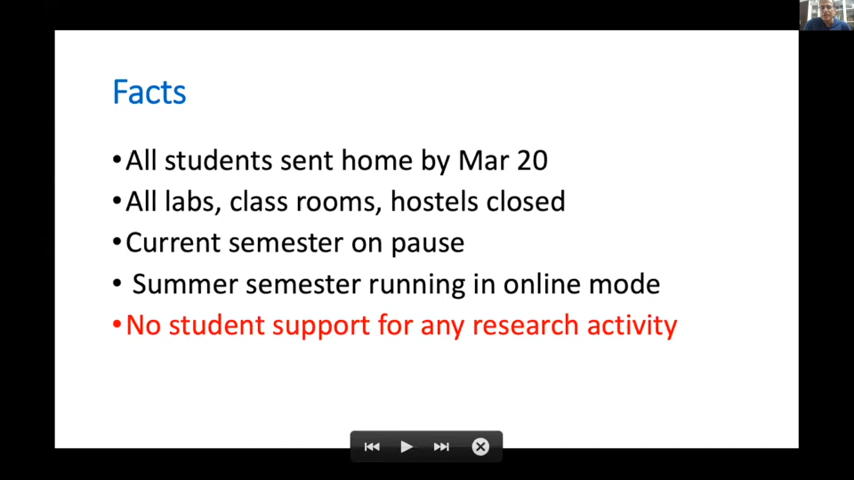 Facts
•All students sent home by Mar 20
•All labs, class rooms, hostels closed
•Current semester on pause
• Summer semester running in online mode
•No student support for any research activity